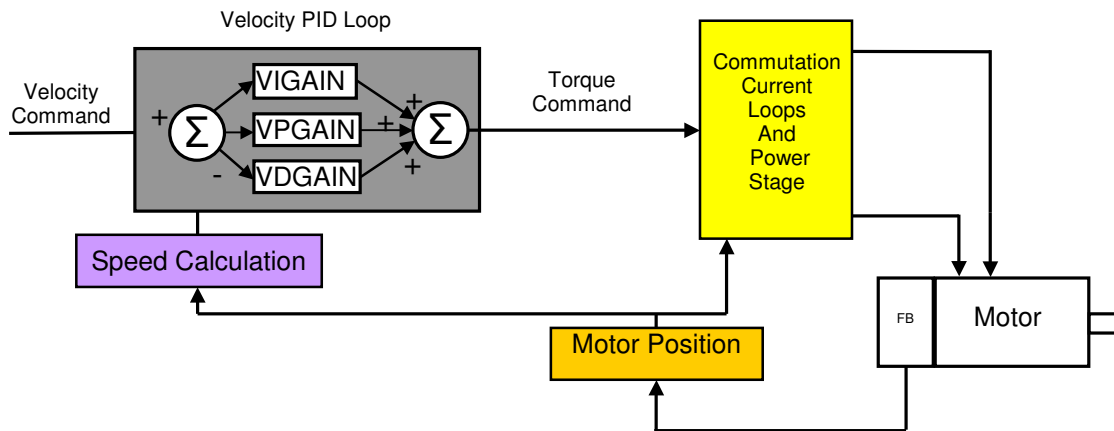 Velocity PID Loop
Velocity
Command
+
Σ
-
VIGAIN
VPGAIN
VDGAIN
+
+
+
Σ
Torque
Command
Commutation
Current
Loops
And
Power
Stage
Speed Calculation
Motor Position
FB
Motor